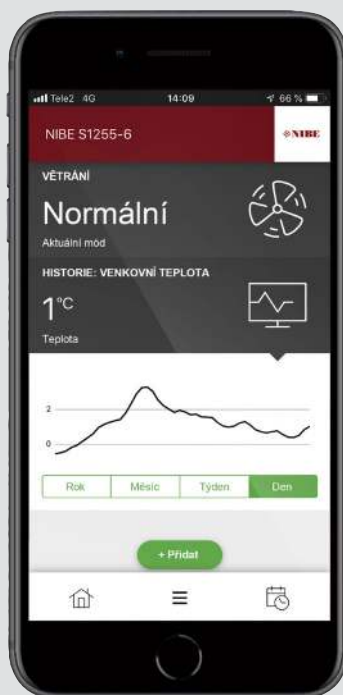 Tele2 4G 14:09 66 %
NIBE S1255-6
NIBE
VĚTRÁNÍ
Normální
Aktuální mód
HISTORIE: VENKOVNÍ TEPLOTA
1°C
Teplota
2
0
Rok Měsíc Týden Den
+ Přidat